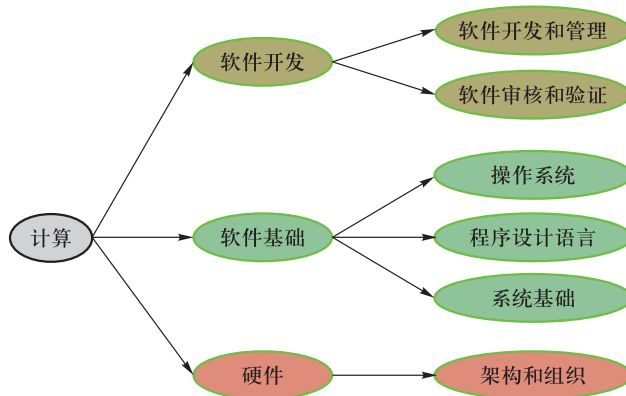 计算
软件开发
软件开发和管理
软件审核和验证
软件基础
操作系统
程序设计语言
系统基础
硬件
架构和组织